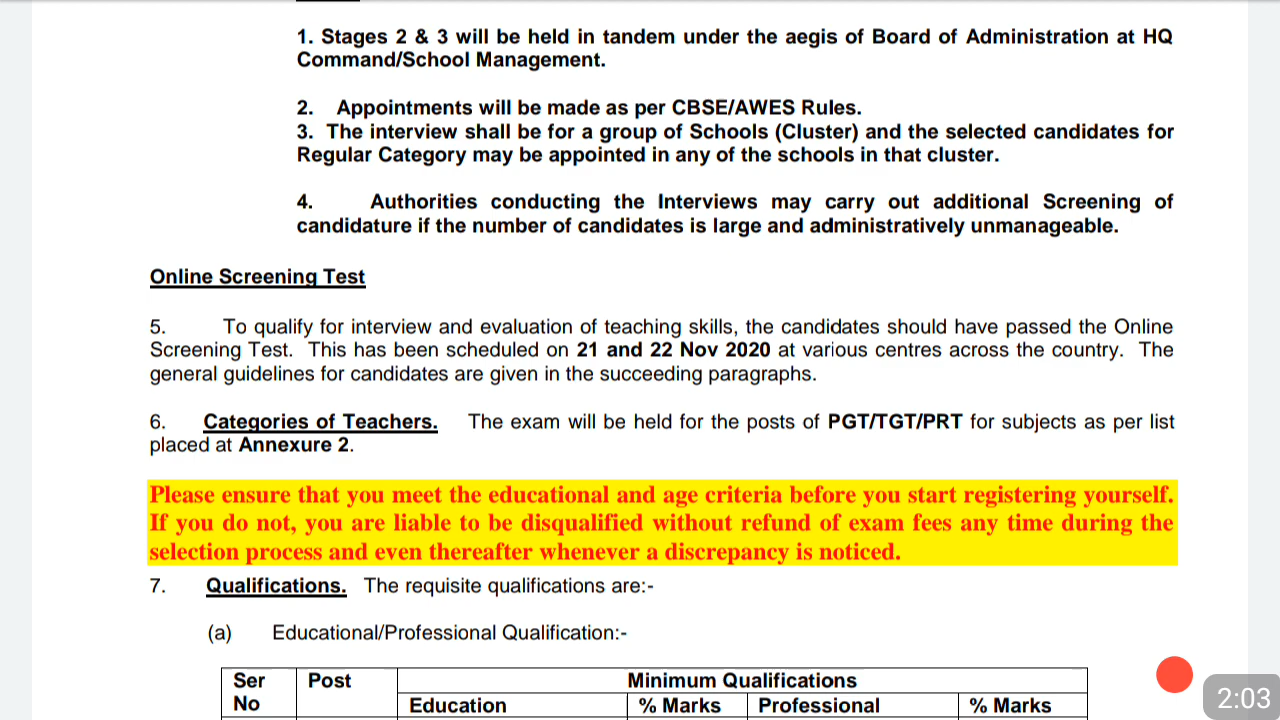 1. Stages 2 & 3 will be held in tandem under the aegis of Board of Administration at HQ
Command/School Management.
2. Appointments will be made as per CBSE/AWES Rules.
3. The interview shall be for a group of Schools (Cluster) and the selected candidates for
Regular Category may be appointed in any of the schools in that cluster.
4. Authorities conducting the Interviews may carry out additional Screening of
candidature if the number of candidates is large and administratively unmanageable.
Online Screening Test
5. To qualify for interview and evaluation of teaching skills, the candidates should have passed the Online
Screening Test. This has been scheduled on 21 and 22 Nov 2020 at various centres across the country. The
general guidelines for candidates are given in the succeeding paragraphs.
6. Categories of Teachers. The exam will be held for the posts of PGT/TGT/PRT for subjects as per list
placed at Annexure 2.
Please ensure that you meet the educational and age criteria before you start registering yourself.
If you do not, you are liable to be disqualified without refund of exam fees any time during the
selection process and even thereafter whenever a discrepancy is noticed.
7. Qualifications. The requisite qualifications are:-
(a) Educational/Professional Qualification:-
Ser Post Minimum Qualifications
No Education % Marks Professional % Marks
2:03